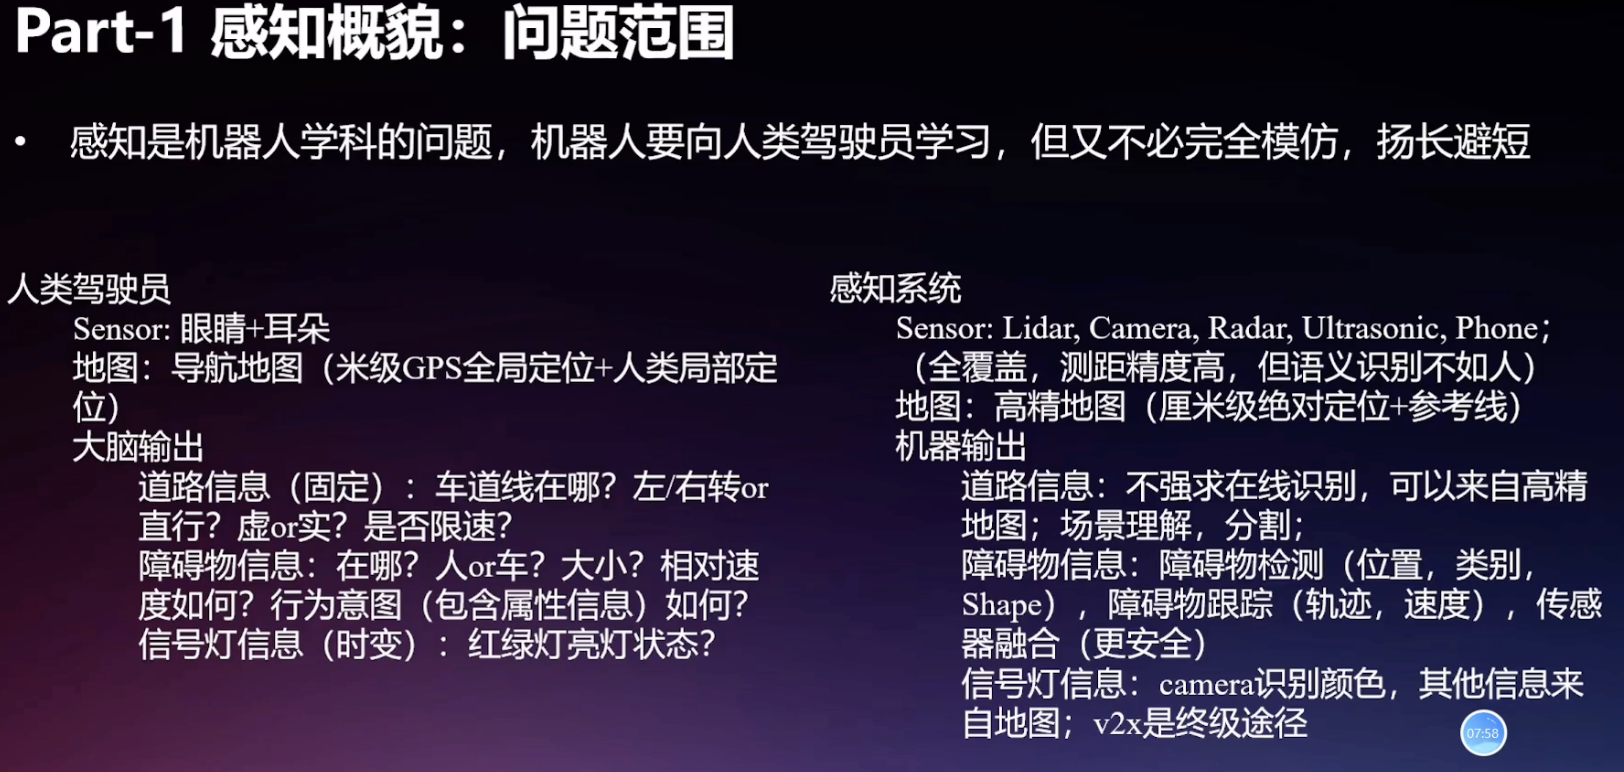 Part-1 感知概貌：问题范围
• 感知是机器人学科的问题，机器人要向人类驾驶员学习，但又不必完全模仿，扬长避短
人类驾驶员
Sensor: 眼睛+耳朵
地图：导航地图（米级GPS全局定位+人类局部定
位）
大脑输出
道路信息（固定）：车道线在哪？左/右转or
直行？虚or实？是否限速？
障碍物信息：在哪？人or车？大小？相对速
度如何？行为意图（包含属性信息）如何？
信号灯信息（时变）：红绿灯亮灯状态？
感知系统
Sensor: Lidar, Camera, Radar, Ultrasonic, Phone；
（全覆盖，测距精度高，但语义识别不如人）
地图：高精地图（厘米级绝对定位+参考线）
机器输出
道路信息：不强求在线识别，可以来自高精
地图；场景理解，分割；
障碍物信息：障碍物检测（位置，类别，
Shape），障碍物跟踪（轨迹，速度），传感
器融合（更安全）
信号灯信息：camera识别颜色，其他信息来
自地图；v2x是终级途径
07:58